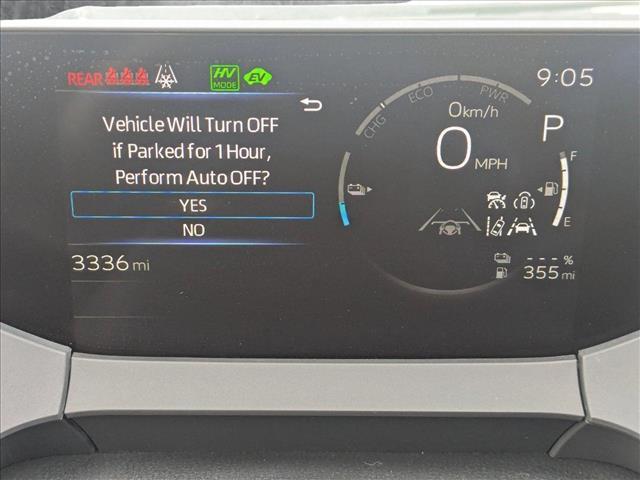 REAR
HV
MODE
EV
9:05
Vehicle Will Turn OFF
if Parked for 1 Hour,
Perform Auto OFF?
YES
NO
3336 mi
CHG
ECO
PWR
0 km/h
0 MPH
P
F
E
--- %
355 mi